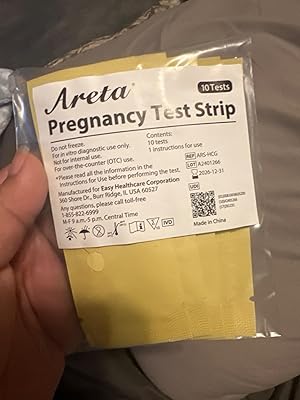 Areta®
10 Tests
Pregnancy Test Strip
Do not freeze.
For in vitro diagnostic use only.
Not for internal use.
For over-the-counter (OTC) use.
Contents:
10 tests
1 instructions for use
•Please read all the information in the
Instructions for Use before performing the test.
REF ARS-HCG
LOT A2401266
2026-12-31
UDI
Manufactured for Easy Healthcare Corporation
360 Shore Dr., Burr Ridge, IL 60527
Any questions, please call toll-free
1-855-822-6999
M-F 9 a.m.-5 p.m. Central Time
IVD
Made in China